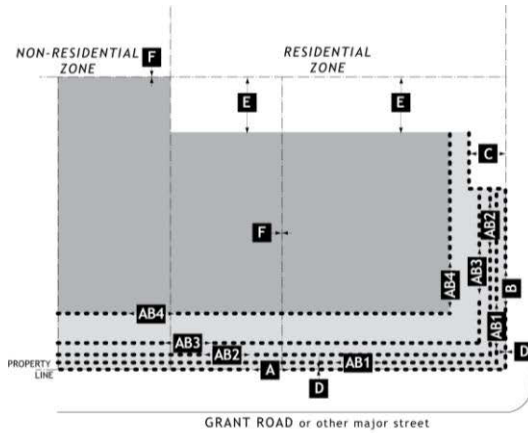 F
NON-RESIDENTIAL
ZONE
RESIDENTIAL
ZONE
E
E
C
AB2
F
AB3
AB4
B
AB4
AB1
AB3
AB2
AB1
D
PROPERTY
LINE
A
D
GRANT ROAD or other major street